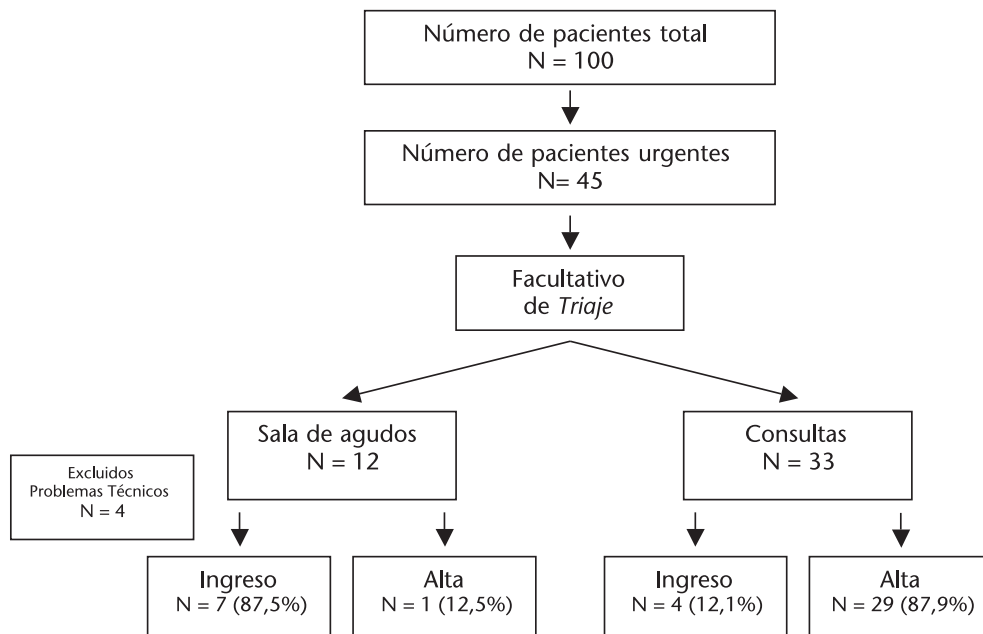 Número de pacientes total
N = 100
Número de pacientes urgentes
N= 45
Facultativo
de Triaje
Sala de agudos
N = 12
Consultas
N = 33
Excluidos
Problemas Técnicos
N = 4
Ingreso
N = 7 (87,5%)
Alta
N = 1 (12,5%)
Ingreso
N = 4 (12,1%)
Alta
N = 29 (87,9%)